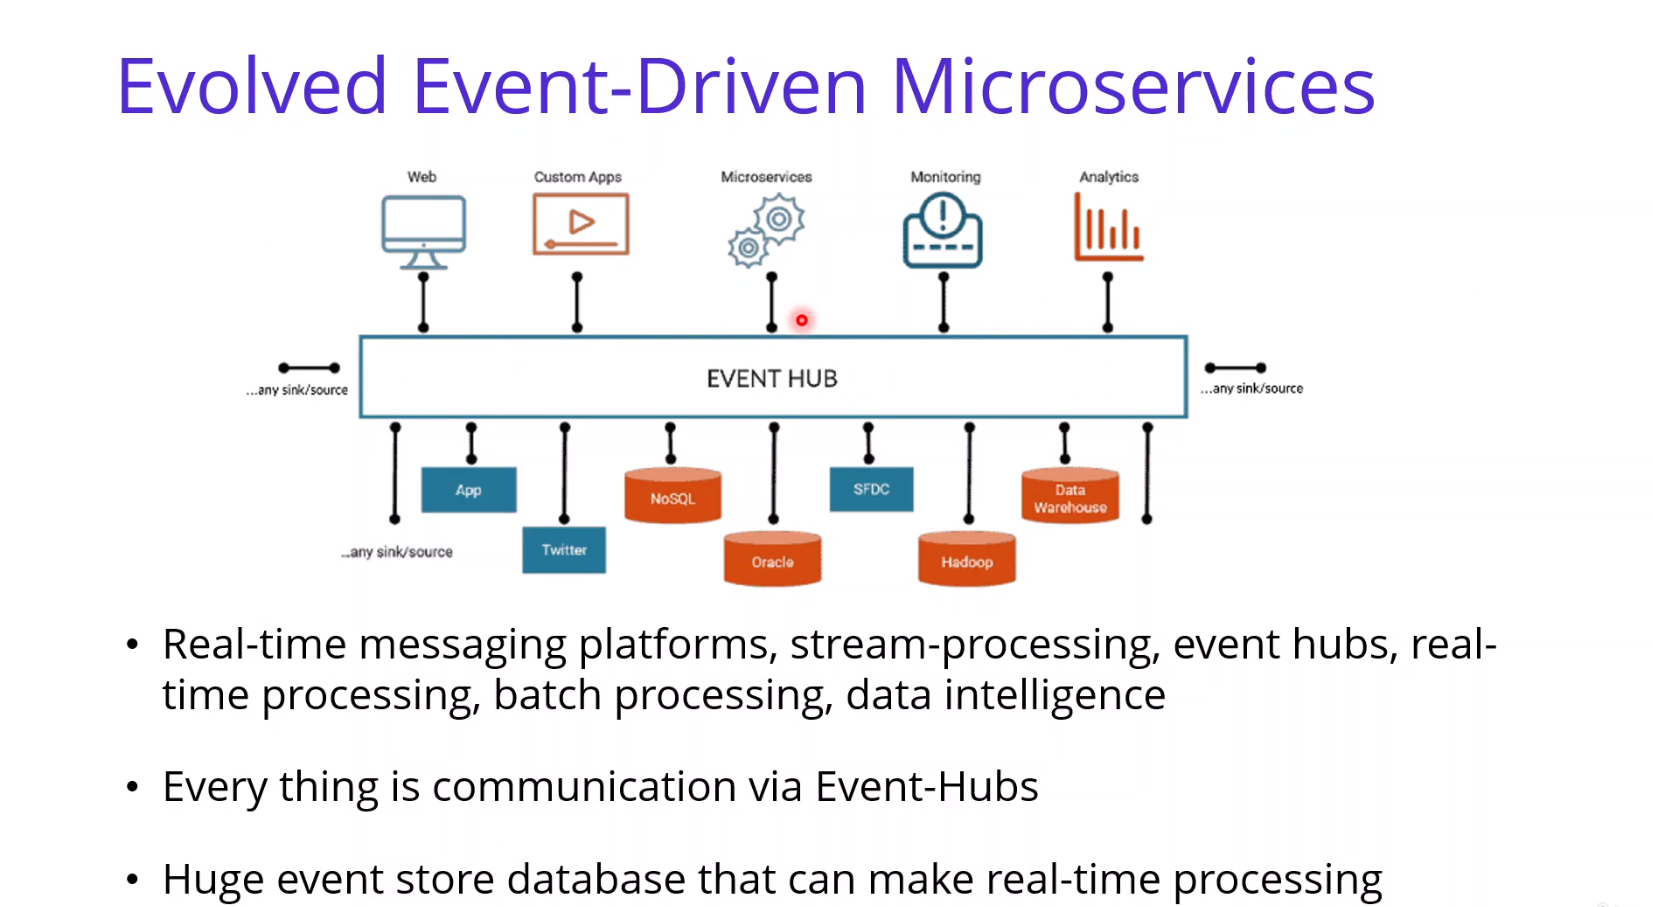 Evolved Event-Driven Microservices
Web
Custom Apps
Microservices
Monitoring
Analytics
EVENT HUB
...any sink/source
...any sink/source
App
NoSQL
SFDC
Data
Warehouse
...any sink/source
Twitter
Oracle
Hadoop
• Real-time messaging platforms, stream-processing, event hubs, real-
time processing, batch processing, data intelligence
• Every thing is communication via Event-Hubs
• Huge event store database that can make real-time processing